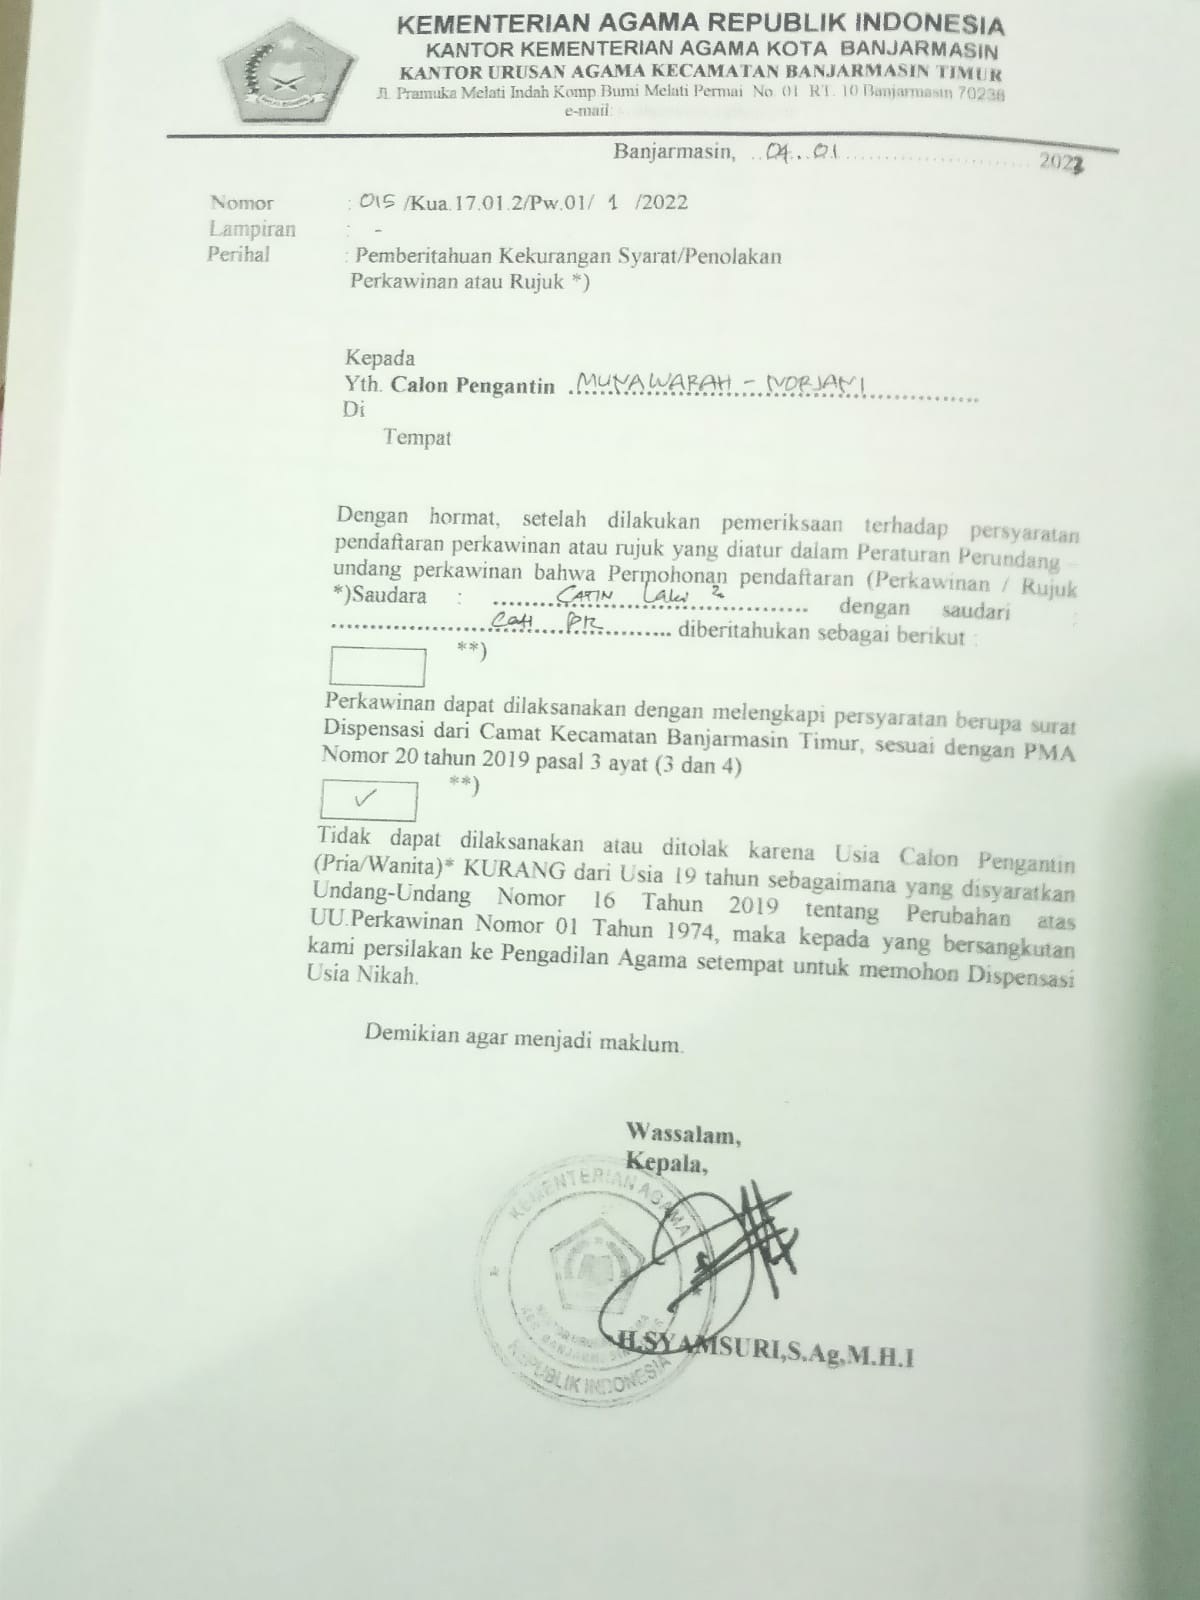 KEMENTERIAN AGAMA REPUBLIK INDONESIA
KANTOR KEMENTERIAN AGAMA KOTA BANJARMASIN
KANTOR URUSAN AGAMA KECAMATAN BANJARMASIN TIMUR
Jl. Pramuka Melati Indah Komp.Bumi Melati Permai No. 01 RT. 10 Banjarmasin 70238
e-mail:
Banjarmasin, 04. 01 2023
Nomor : 015 /Kua.17.01.2/Pw.01/ 1 /2022
Lampiran : -
Perihal : Pemberitahuan Kekurangan Syarat/Penolakan
Perkawinan atau Rujuk *)
Kepada
Yth. Calon Pengantin MUNAWARAH - NORJANI
Di
Tempat
Dengan hormat, setelah dilakukan pemeriksaan terhadap persyaratan
pendaftaran perkawinan atau rujuk yang diatur dalam Peraturan Perundang –
undang perkawinan bahwa Permohonan pendaftaran (Perkawinan / Rujuk
*)Saudara : CATIN Laki 2 dengan saudari :
Cati PR diberitahukan sebagai berikut :
**)
Perkawinan dapat dilaksanakan dengan melengkapi persyaratan berupa surat
Dispensasi dari Camat Kecamatan Banjarmasin Timur, sesuai dengan PMA
Nomor 20 tahun 2019 pasal 3 ayat (3 dan 4)
✓ **)
Tidak dapat dilaksanakan atau ditolak karena Usia Calon Pengantin
(Pria/Wanita)* KURANG dari Usia 19 tahun sebagaimana yang disyaratkan
Undang-Undang Nomor 16 Tahun 2019 tentang Perubahan atas
UU.Perkawinan Nomor 01 Tahun 1974, maka kepada yang bersangkutan
kami persilakan ke Pengadilan Agama setempat untuk memohon Dispensasi
Usia Nikah.
Demikian agar menjadi maklum.
Wassalam,
Kepala,
KEMENTERIAN AGAMA
REPUBLIK INDONESIA
H.SYAMSURI,S.Ag,M.H.I